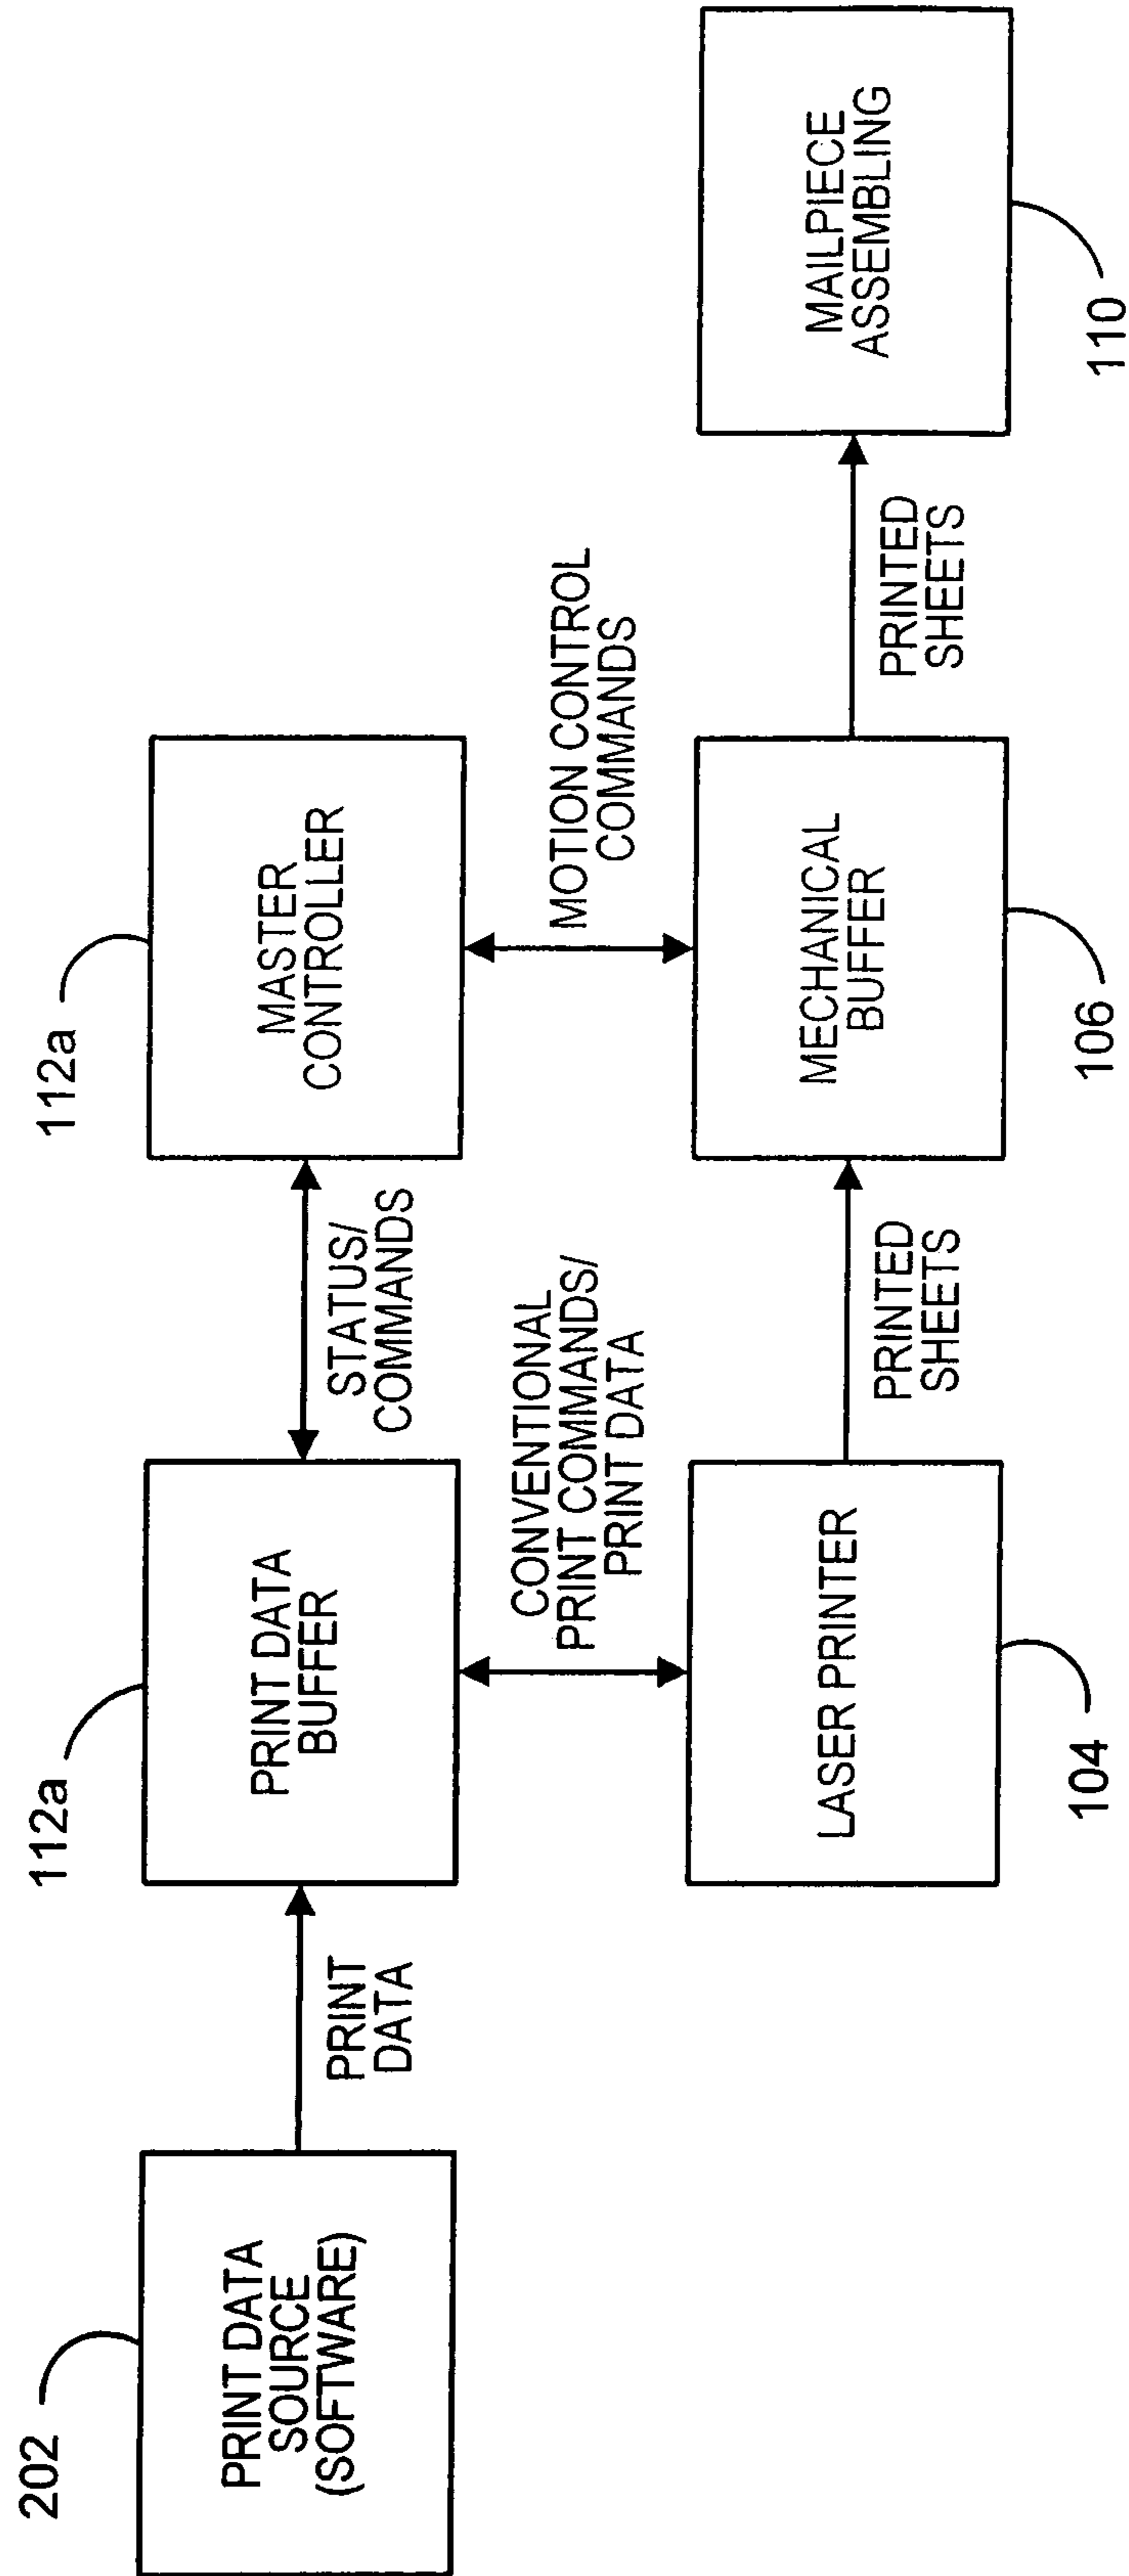 202
PRINT DATA
SOURCE
(SOFTWARE)
PRINT
DATA
112a
PRINT DATA
BUFFER
STATUS/
COMMANDS
112a
MASTER
CONTROLLER
CONVENTIONAL
PRINT COMMANDS/
PRINT DATA
MOTION CONTROL
COMMANDS
LASER PRINTER
104
PRINTED
SHEETS
MECHANICAL
BUFFER
106
PRINTED
SHEETS
MAILPIECE
ASSEMBLING
110